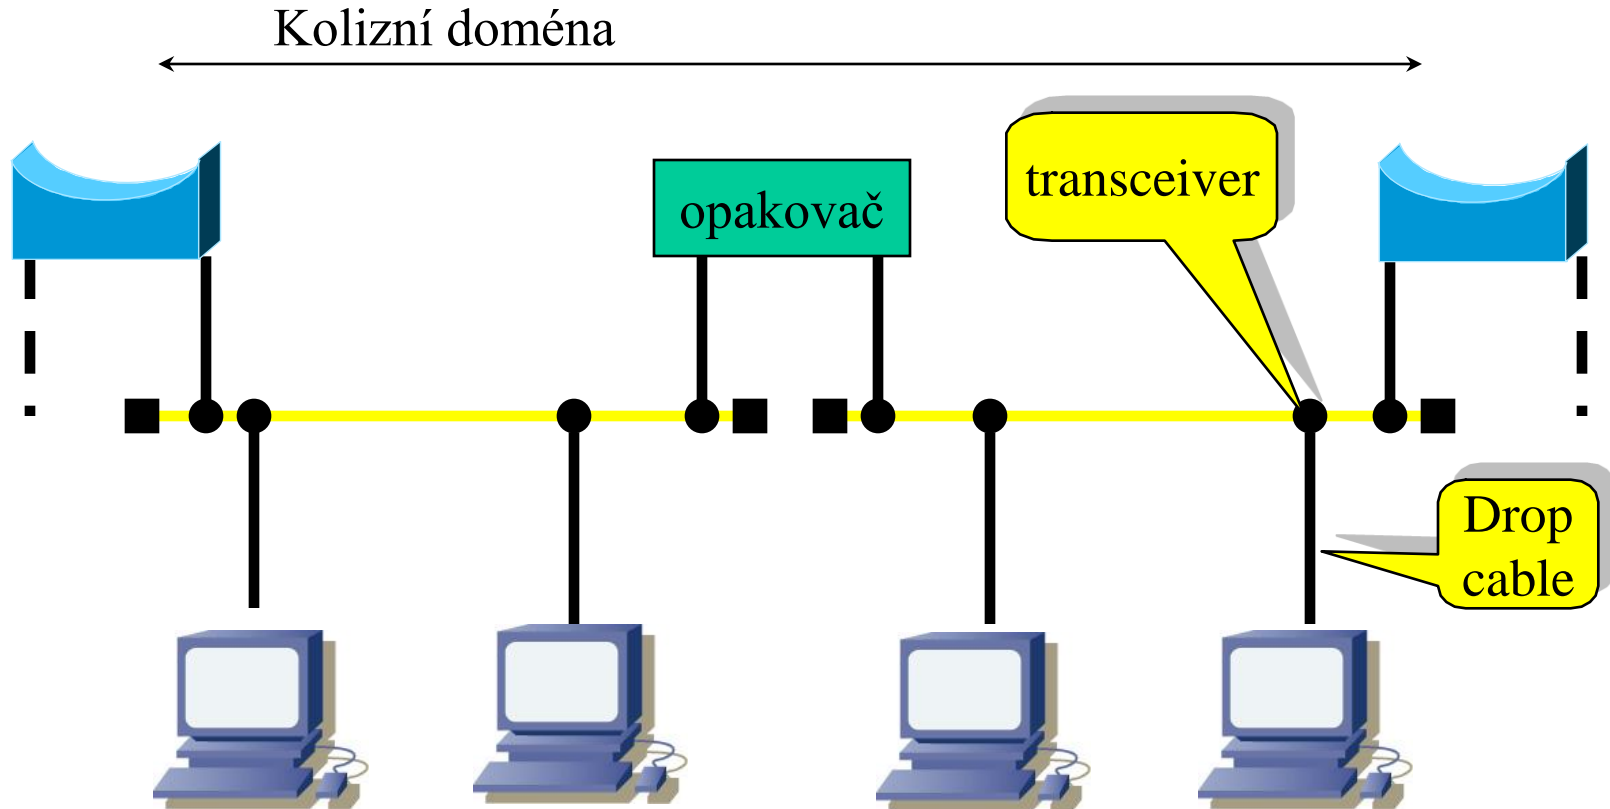 Kolizní doména
transceiver
opakovač
Drop
cable